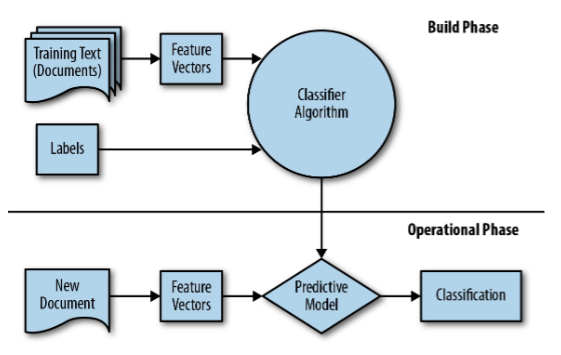 Build Phase
Training Text
(Documents)
Feature
Vectors
Classifier
Algorithm
Labels
Operational Phase
New
Document
Feature
Vectors
Predictive
Model
Classification